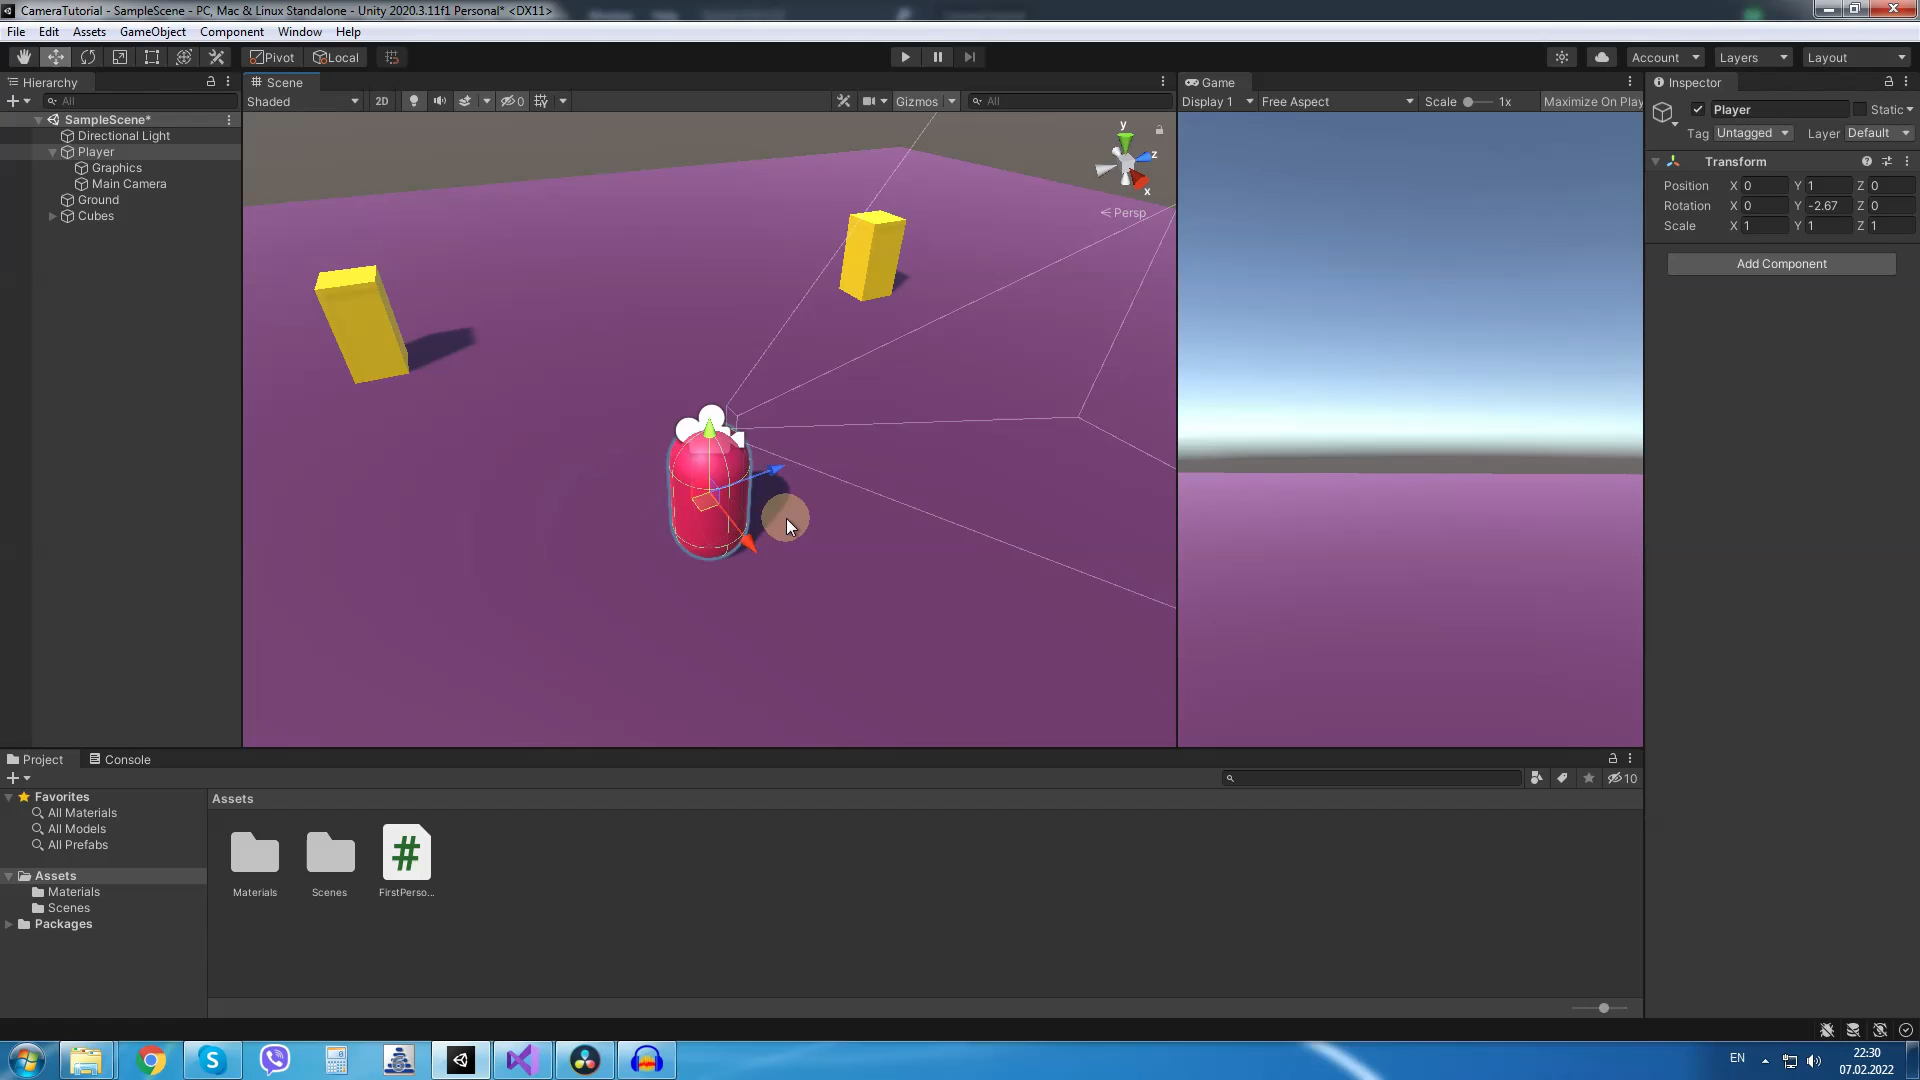 CameraTutorial - SampleScene - PC, Mac & Linux Standalone - Unity 2020.3.11f1 Personal* <DX11>
File Edit Assets GameObject Component Window Help
Pivot Local Account Layers Layout
Hierarchy
All
SampleScene*
Directional Light
Player
Graphics
Main Camera
Ground
Cubes
Scene
Shaded 2D 0 Gizmos All
y
z
x
Persp
Game
Display 1 Free Aspect Scale 1x Maximize On Play
Inspector
Player Static
Tag Untagged Layer Default
Transform
Position X 0 Y 1 Z 0
Rotation X 0 Y -2.67 Z 0
Scale X 1 Y 1 Z 1
Add Component
Project Console
10
Favorites
All Materials
All Models
All Prefabs
Assets
Materials
Scenes
Packages
Assets
#
Materials Scenes FirstPerso...
EN
22:30
07.02.2022